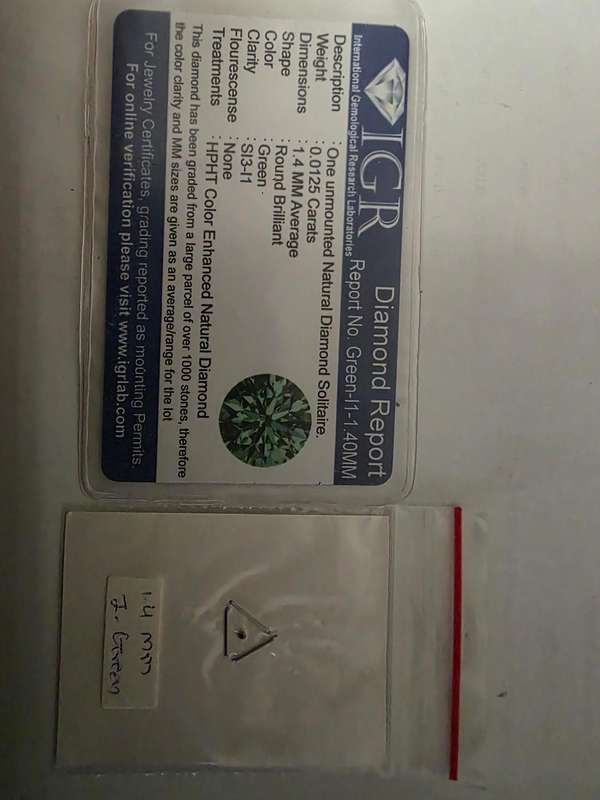 IGR
International Gemological Research Laboratories
Diamond Report
Report No. Green-I1-1.40MM
Description : One unmounted Natural Diamond Solitaire.
Weight : 0.0125 Carats
Dimensions : 1.4 MM Average
Shape : Round Brilliant
Color : Green
Clarity : SI3-I1
Flourescense : None
Treatments : HPHT Color Enhanced Natural Diamond
This diamond has been graded from a large parcel of over 1000 stones, therefore
the color clarity and MM sizes are given as an average/range for the lot
For Jewelry Certificates, grading reported as mounting Permits.
For online verification please visit www.igrlab.com
1.4 mm
I. Green